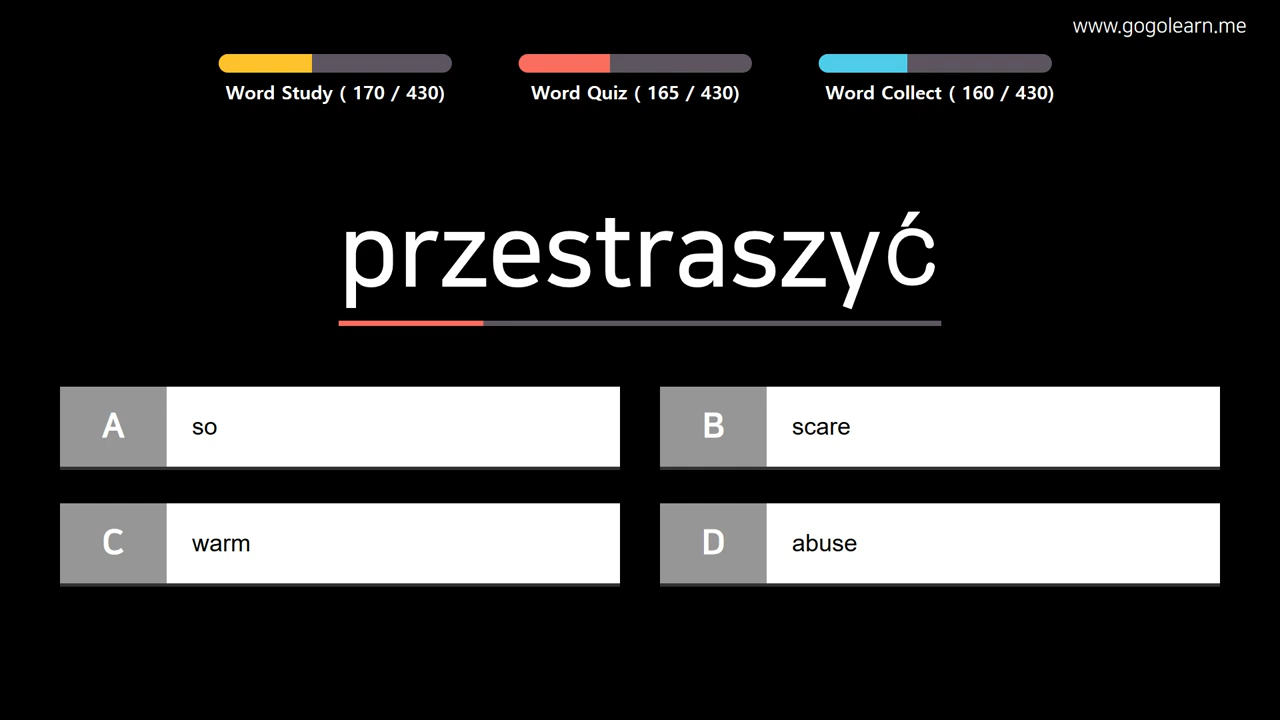 www.gogolearn.me
Word Study ( 170 / 430)
Word Quiz ( 165 / 430)
Word Collect ( 160 / 430)
przestraszyć
A so
B scare
C warm
D abuse